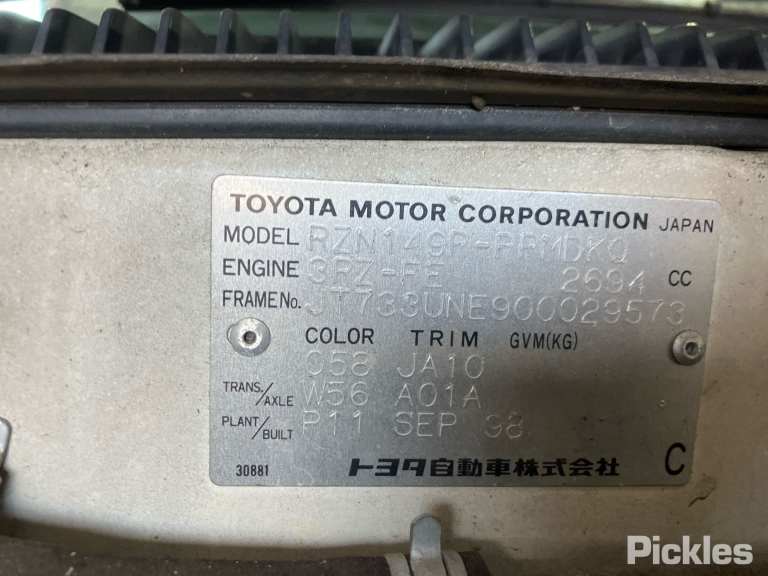 TOYOTA MOTOR CORPORATION JAPAN
MODEL RZN149R-PRMDKQ
ENGINE 3RZ-FE 2694 CC
FRAME No. JT733UNE900029573
COLOR TRIM GVM(KG)
058 JA10
TRANS./AXLE W56 A01A
PLANT/BUILT P11 SEP 98
30881 トヨタ自動車株式会社 C
Pickles